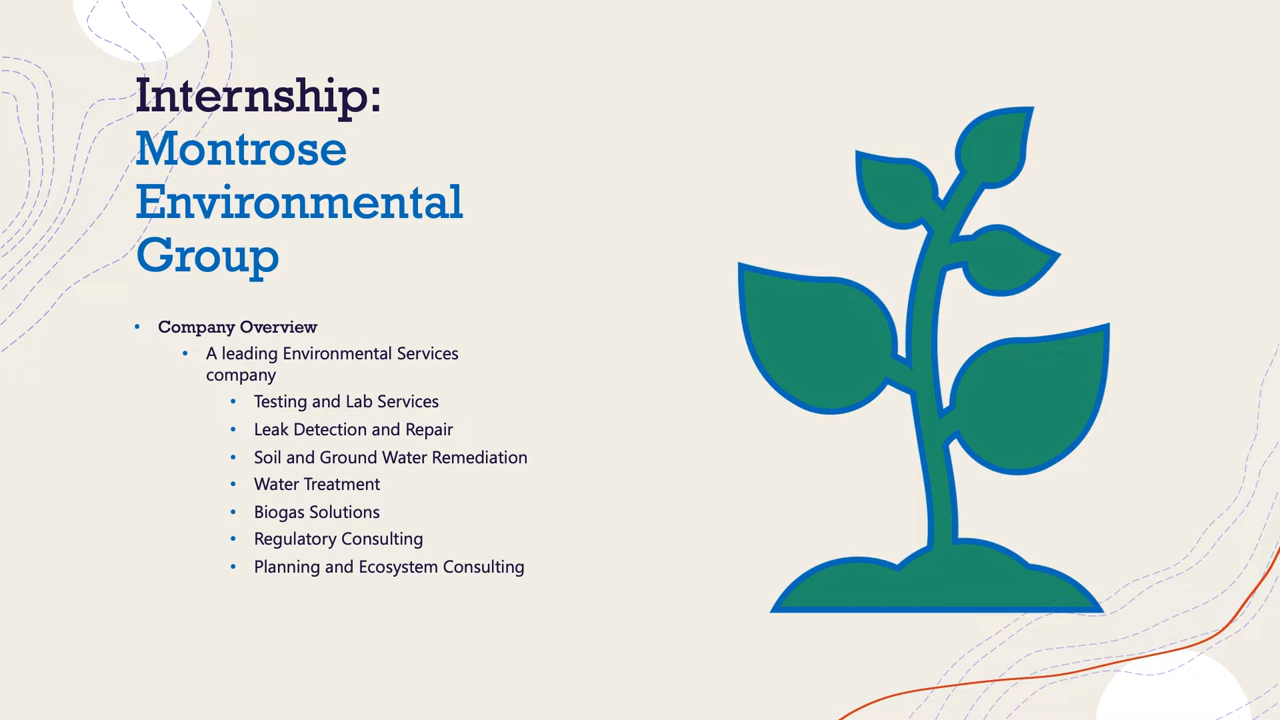 Internship:
Montrose
Environmental
Group
• Company Overview
• A leading Environmental Services
company
• Testing and Lab Services
• Leak Detection and Repair
• Soil and Ground Water Remediation
• Water Treatment
• Biogas Solutions
• Regulatory Consulting
• Planning and Ecosystem Consulting